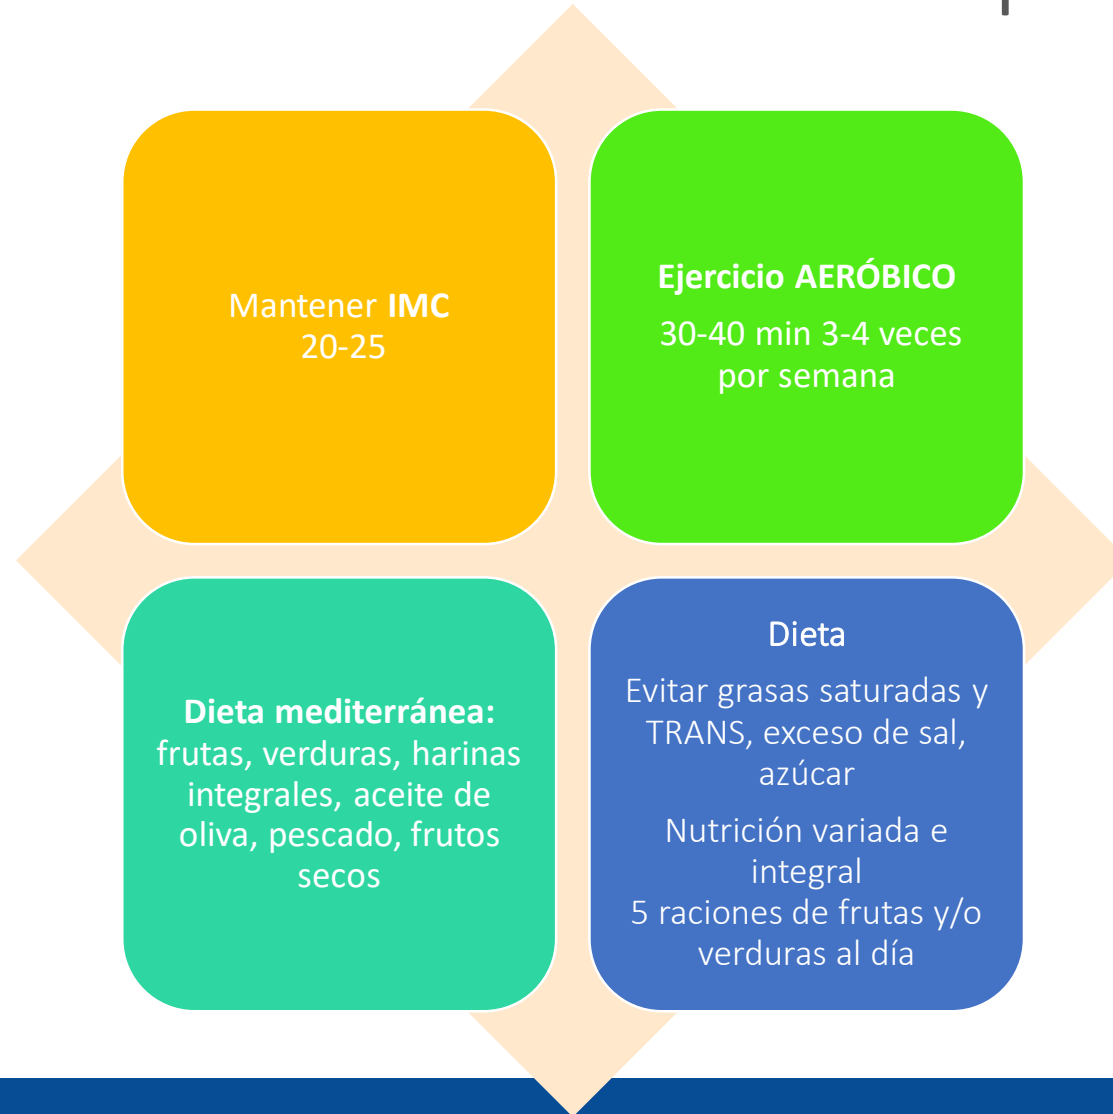 Mantener IMC
20-25
Ejercicio AERÓBICO
30-40 min 3-4 veces
por semana
Dieta mediterránea:
frutas, verduras, harinas
integrales, aceite de
oliva, pescado, frutos
secos
Dieta
Evitar grasas saturadas y
TRANS, exceso de sal,
azúcar
Nutrición variada e
integral
5 raciones de frutas y/o
verduras al día